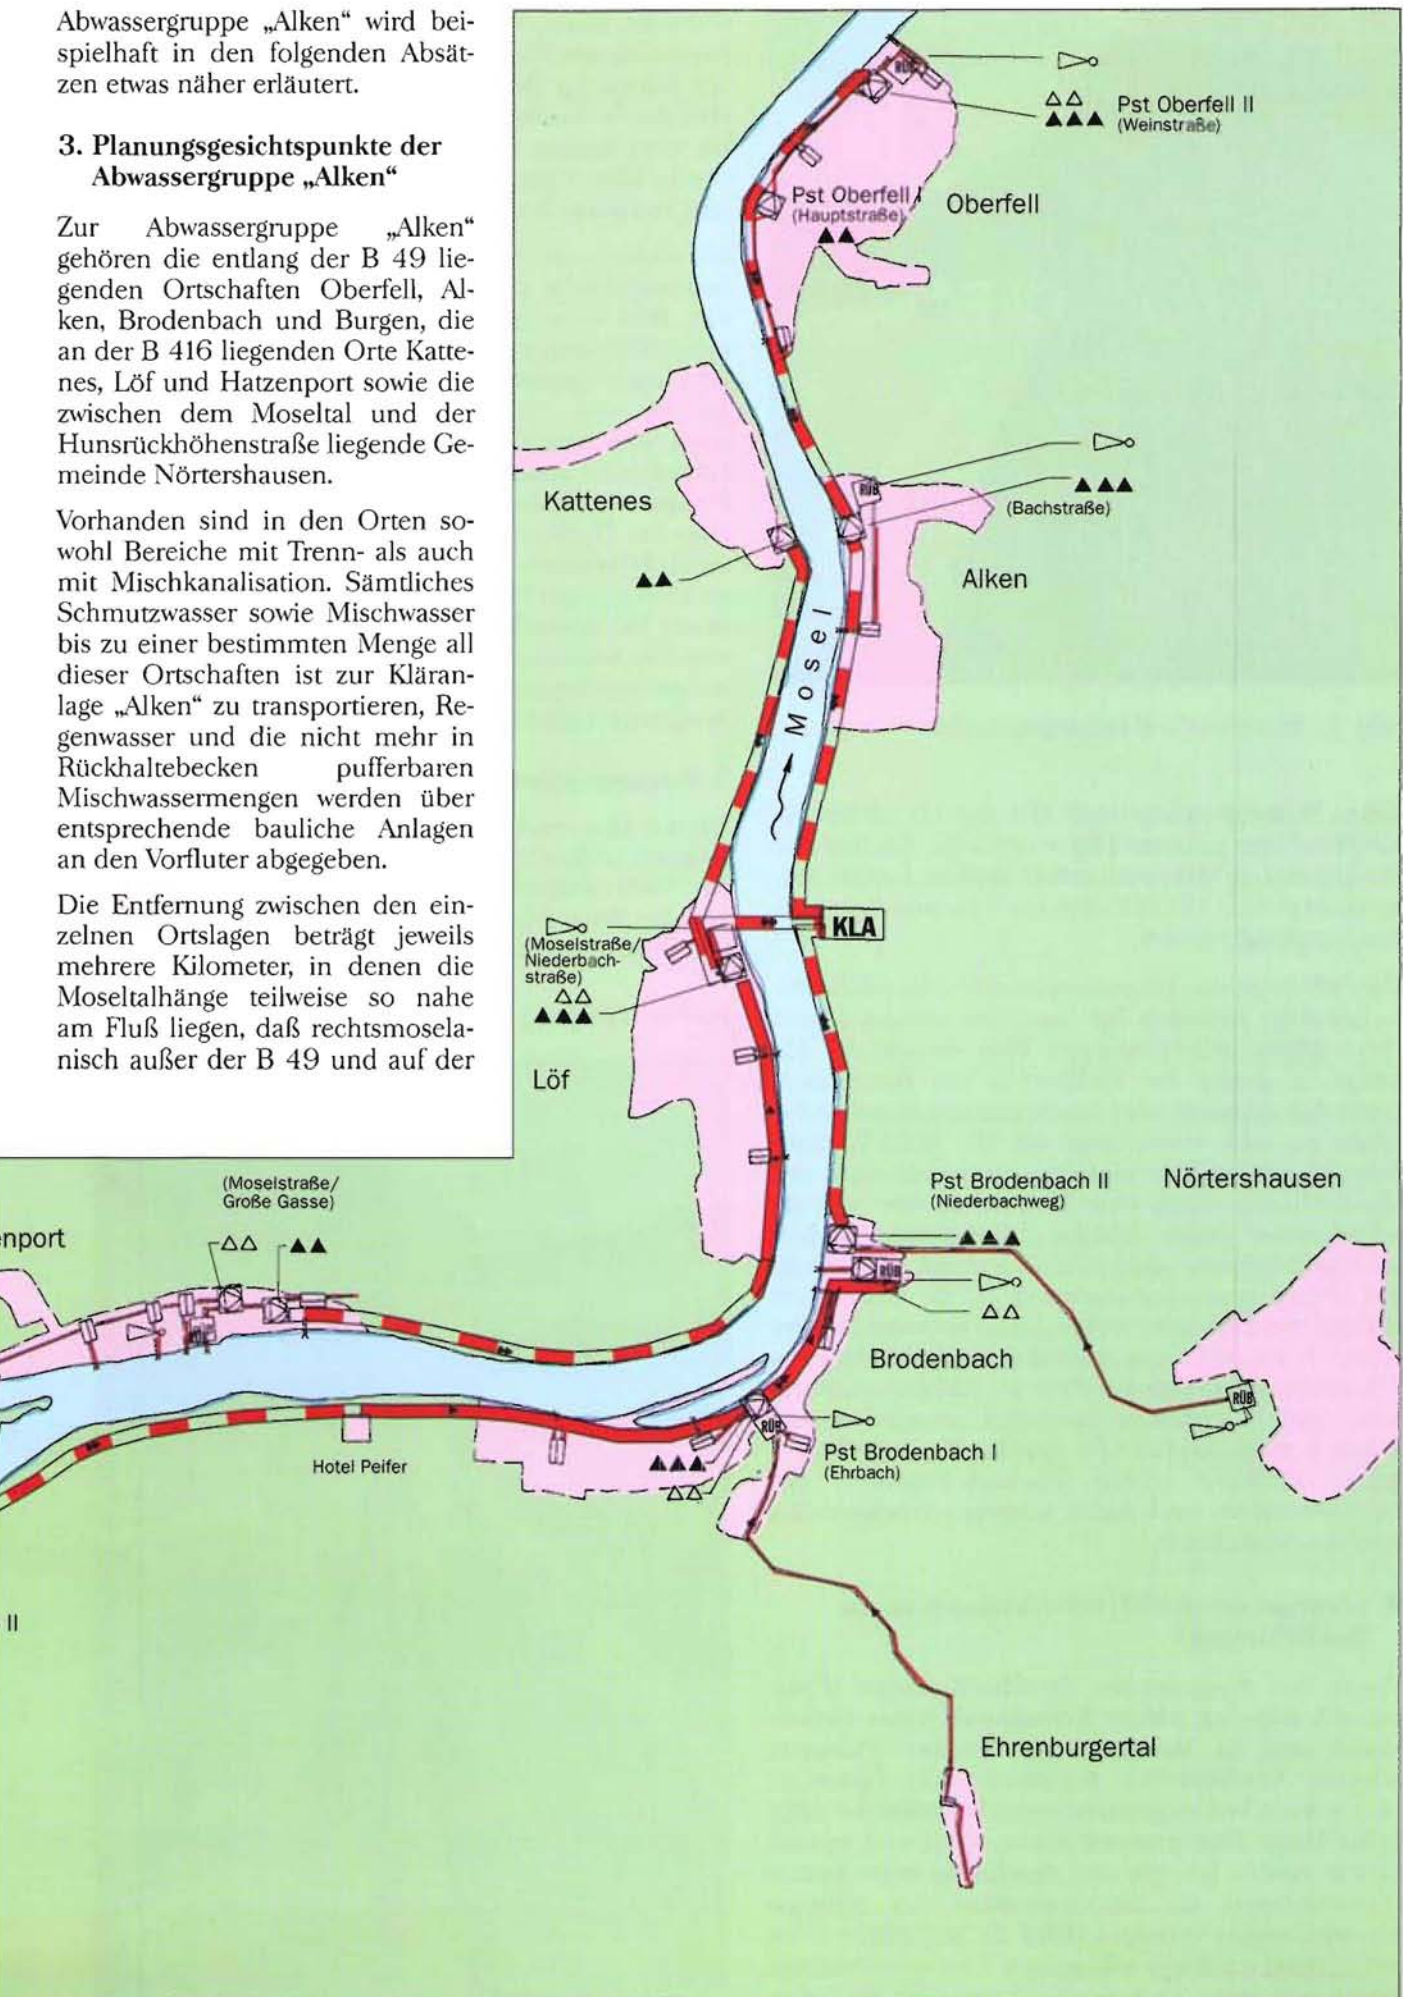 Abwassergruppe „Alken“ wird bei-
spielhaft in den folgenden Absät-
zen etwas näher erläutert.
3. Planungsgesichtspunkte der
Abwassergruppe „Alken“
Zur Abwassergruppe „Alken“
gehören die entlang der B 49 lie-
genden Ortschaften Oberfell, Al-
ken, Brodenbach und Burgen, die
an der B 416 liegenden Orte Katte-
nes, Löf und Hatzenport sowie die
zwischen dem Moseltal und der
Hunsrückhöhenstraße liegende Ge-
meinde Nörtershausen.
Vorhanden sind in den Orten so-
wohl Bereiche mit Trenn- als auch
mit Mischkanalisation. Sämtliches
Schmutzwasser sowie Mischwasser
bis zu einer bestimmten Menge all
dieser Ortschaften ist zur Kläran-
lage „Alken“ zu transportieren, Re-
genwasser und die nicht mehr in
Rückhaltebecken pufferbaren
Mischwassermengen werden über
entsprechende bauliche Anlagen
an den Vorfluter abgegeben.
Die Entfernung zwischen den ein-
zelnen Ortslagen beträgt jeweils
mehrere Kilometer, in denen die
Moseltalhänge teilweise so nahe
am Fluß liegen, daß rechtsmosela-
nisch außer der B 49 und auf der
RÜB
Pst Oberfell II
(Weinstraße)
Pst Oberfell I
(Hauptstraße)
Oberfell
Kattenes
RÜB
(Bachstraße)
Alken
Mosel
KLA
(Moselstraße/
Niederbach-
straße)
Löf
(Moselstraße/
Große Gasse)
enport
RÜB
Pst Brodenbach II
(Niederbachweg)
Nörtershausen
RÜB
Brodenbach
RÜB
RÜB
Pst Brodenbach I
(Ehrbach)
Hotel Peifer
II
Ehrenburgertal